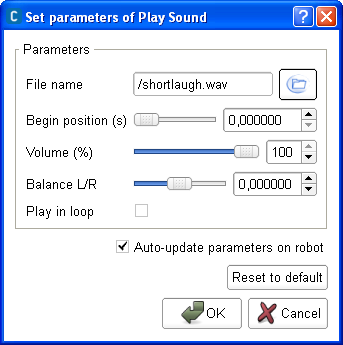 Set parameters of Play Sound
Parameters
File name /shortlaugh.wav
Begin position (s) 0,000000
Volume (%) 100
Balance L/R 0,000000
Play in loop
Auto-update parameters on robot
Reset to default
OK Cancel